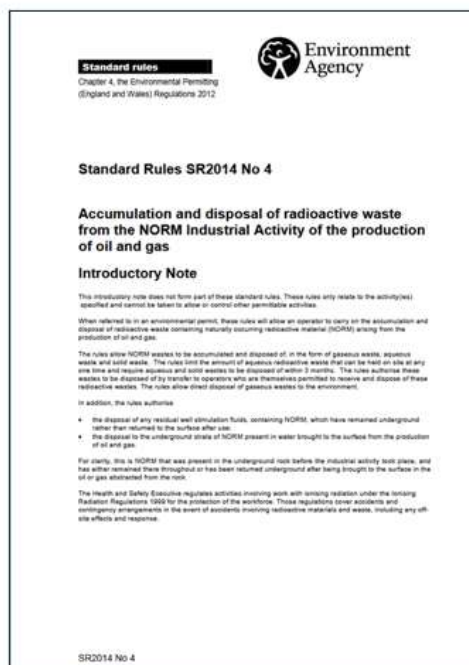 Standard rules
Chapter 4, the Environmental Permitting
(England and Wales) Regulations 2012
Environment
Agency
Standard Rules SR2014 No 4
Accumulation and disposal of radioactive waste
from the NORM Industrial Activity of the production
of oil and gas
Introductory Note
This introductory note does not form part of these standard rules. These rules only relate to the activity(ies)
specified and cannot be taken to allow or control other permittable activities.
When referred to in an environmental permit, these rules will allow an operator to carry on the accumulation and
disposal of radioactive waste containing naturally occurring radioactive material (NORM) arising from the
production of oil and gas.
The rules allow NORM wastes to be accumulated and disposed of, in the form of gaseous waste, aqueous
waste and solid waste. The rules limit the amount of aqueous radioactive waste that can be held on site at any
one time and require aqueous and solid wastes to be disposed of within 3 months. The rules authorise these
wastes to be disposed of by transfer to operators who are themselves permitted to receive and dispose of these
radioactive wastes. The rules allow direct disposal of gaseous wastes to the environment.
In addition, the rules authorise
• the disposal of any residual well stimulation fluids, containing NORM, which have remained underground
rather than returned to the surface after use;
• the disposal to the underground strata of NORM present in water brought to the surface from the production
of oil and gas.
For clarity, this is NORM that was present in the underground rock before the industrial activity took place, and
has either remained there throughout or has been returned underground after being brought to the surface in the
oil or gas abstracted from the rock.
The Health and Safety Executive regulates activities involving work with ionising radiation under the Ionising
Radiation Regulations 1999 for the protection of the workforce. Those regulations cover accidents and
contingency arrangements in the event of accidents involving radioactive materials and waste, including any off-
site effects and response.
SR2014 No 4